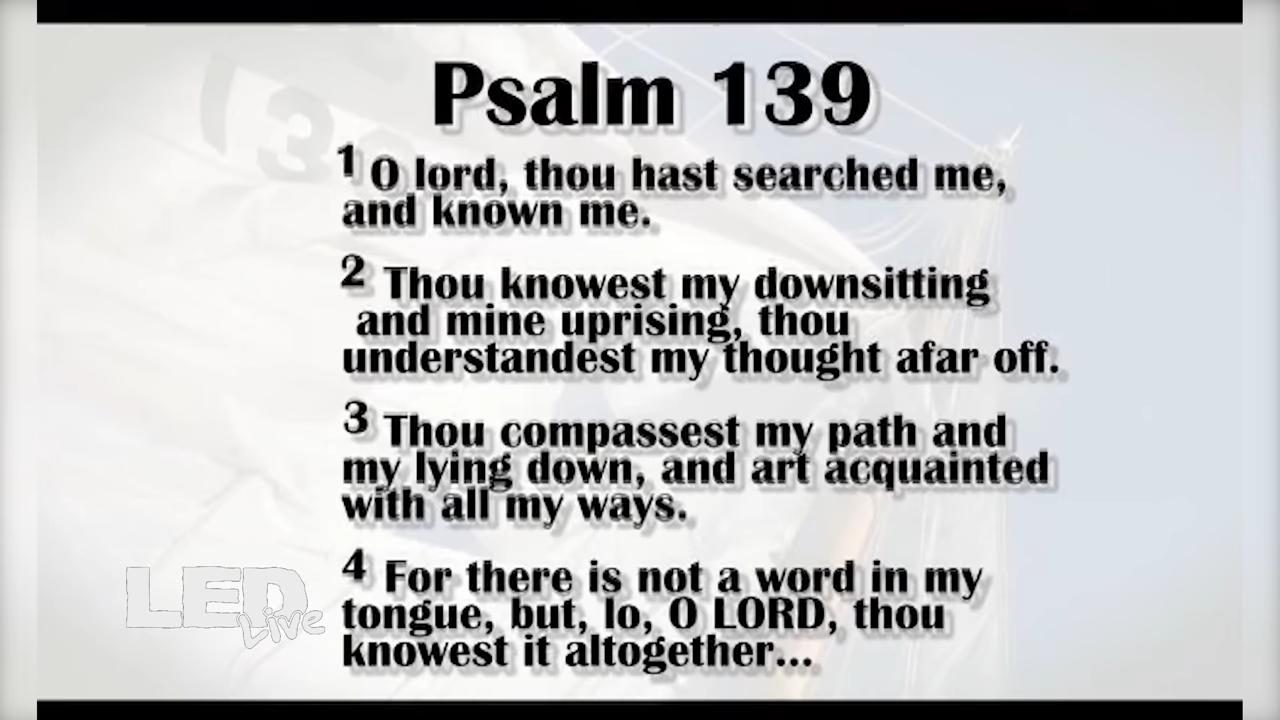 Psalm 139
1 O lord, thou hast searched me,
and known me.
2 Thou knowest my downsitting
and mine uprising, thou
understandest my thought afar off.
3 Thou compassest my path and
my lying down, and art acquainted
with all my ways.
4 For there is not a word in my
tongue, but, lo, O LORD, thou
knowest it altogether...
LED
Live